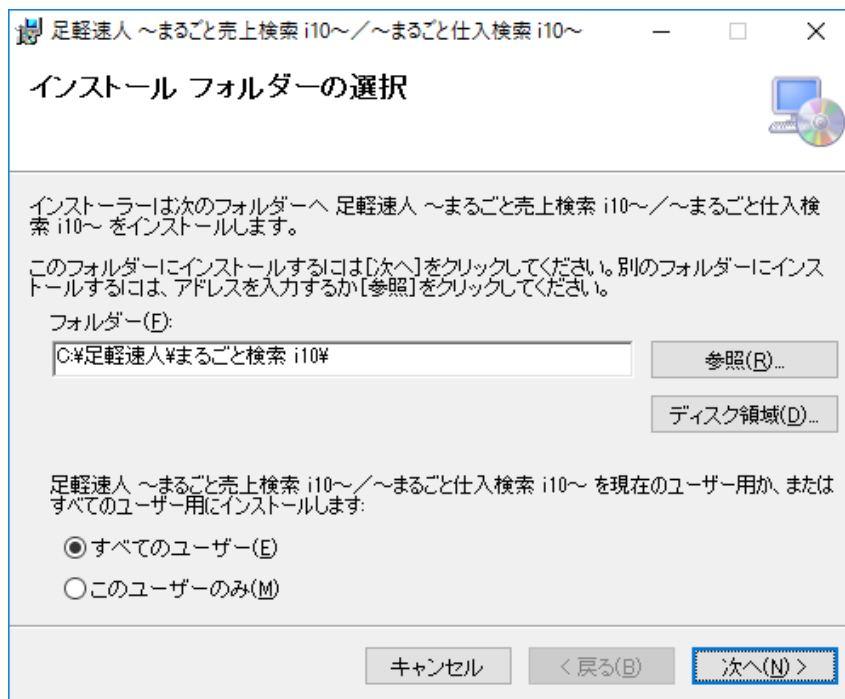 足軽速人 ～まるごと売上検索 i10～／～まるごと仕入検索 i10～
インストール フォルダーの選択
インストーラーは次のフォルダーへ 足軽速人 ～まるごと売上検索 i10～／～まるごと仕入検
索 i10～ をインストールします。
このフォルダーにインストールするには[次へ]をクリックしてください。別のフォルダーにインス
トールするには、アドレスを入力するか[参照]をクリックしてください。
フォルダー(F):
C:¥足軽速人¥まるごと検索 i10¥
参照(R)...
ディスク領域(D)...
足軽速人 ～まるごと売上検索 i10～／～まるごと仕入検索 i10～ を現在のユーザー用か、または
すべてのユーザー用にインストールします:
すべてのユーザー(E)
このユーザーのみ(M)
キャンセル
< 戻る(B)
次へ(N) >